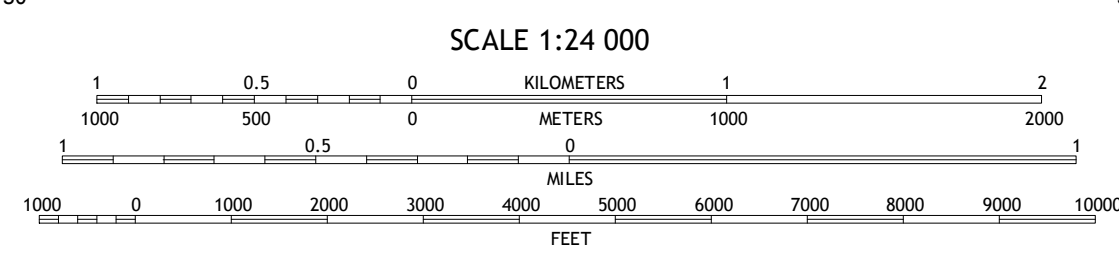 SCALE 1:24 000
1 0.5 0 KILOMETERS 1 2
1000 500 0 METERS 1000 2000
1 0.5 0 1
MILES
1000 0 1000 2000 3000 4000 5000 6000 7000 8000 9000 10000
FEET